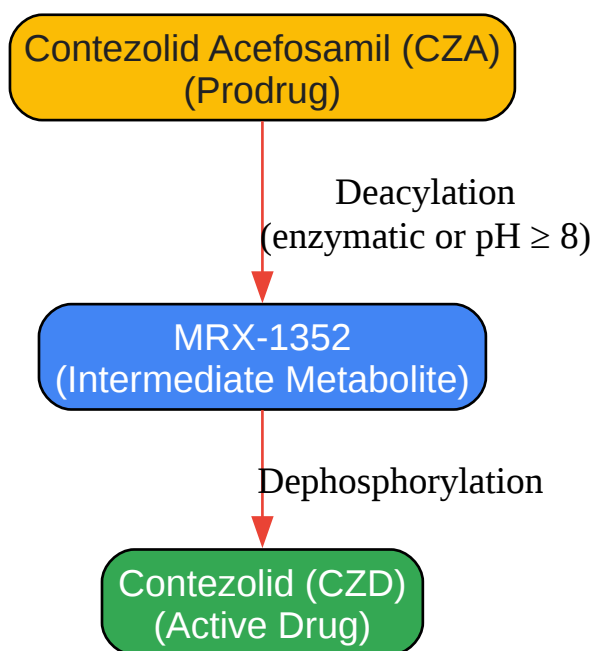 Contezolid Acefosamil (CZA)
(Prodrug)
Deacylation
(enzymatic or pH ≥ 8)
MRX-1352
(Intermediate Metabolite)
Dephosphorylation
Contezolid (CZD)
(Active Drug)